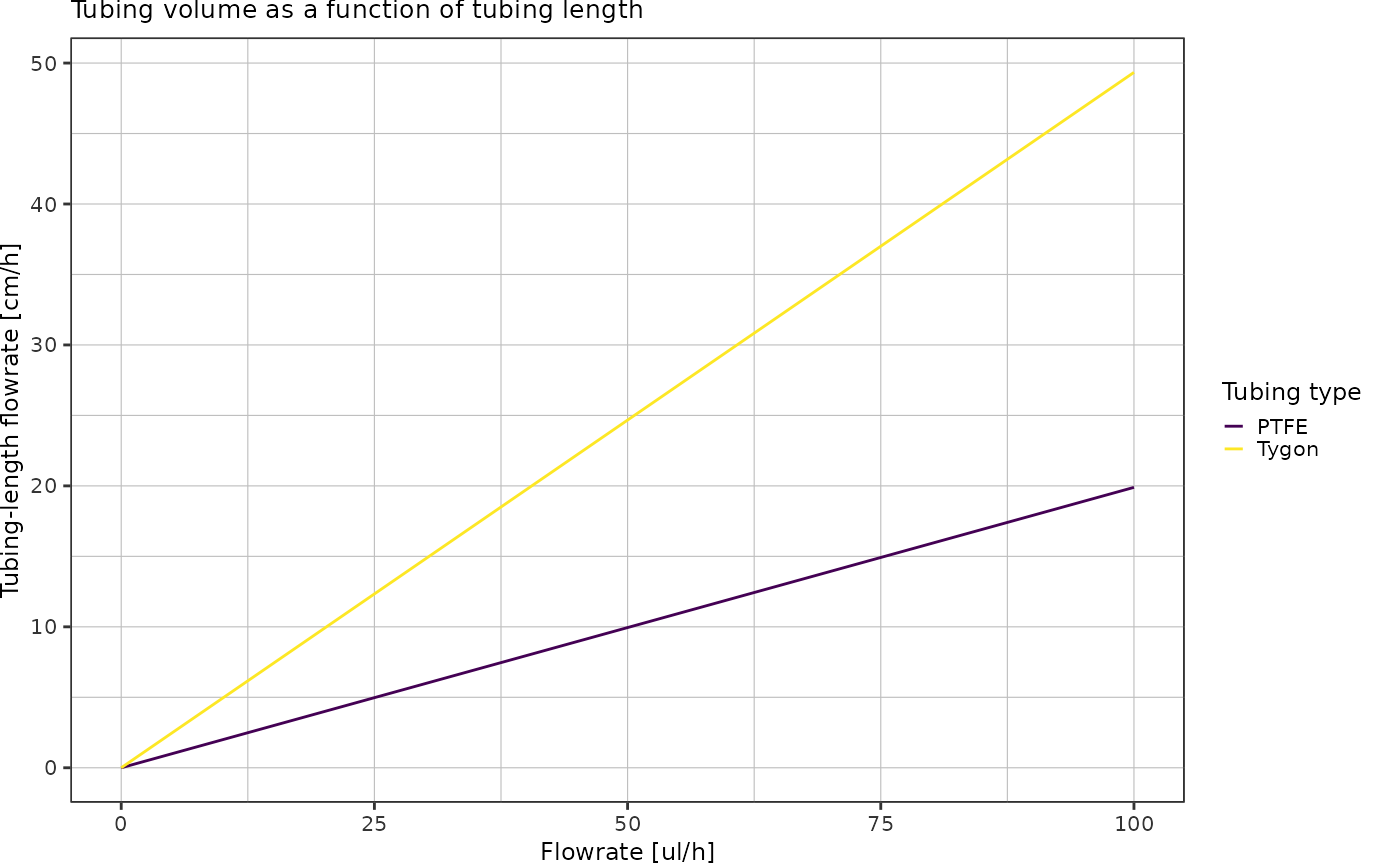 Tubing volume as a function of tubing length
50
40
30
20
10
0
Tubing-length flowrate [cm/h]
0 25 50 75 100
Flowrate [ul/h]
Tubing type
PTFE
Tygon